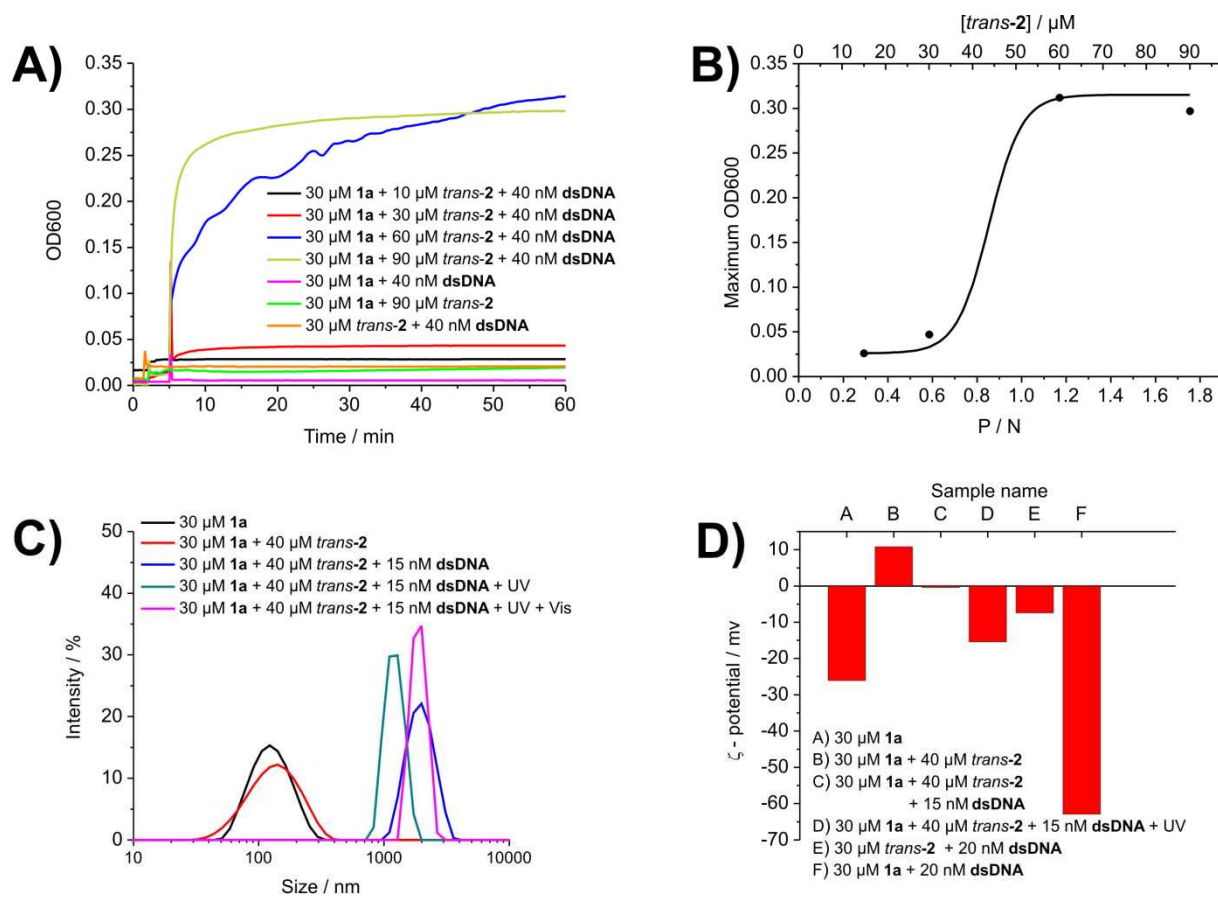 A)
OD600
0.35
0.30
0.25
0.20
0.15
0.10
0.05
0.00
0 10 20 30 40 50 60
Time / min
30 µM 1a + 10 µM trans-2 + 40 nM dsDNA
30 µM 1a + 30 µM trans-2 + 40 nM dsDNA
30 µM 1a + 60 µM trans-2 + 40 nM dsDNA
30 µM 1a + 90 µM trans-2 + 40 nM dsDNA
30 µM 1a + 40 nM dsDNA
30 µM 1a + 90 µM trans-2
30 µM trans-2 + 40 nM dsDNA
B)
[trans-2] / µM
0 10 20 30 40 50 60 70 80 90
Maximum OD600
0.35
0.30
0.25
0.20
0.15
0.10
0.05
0.00
0.0 0.2 0.4 0.6 0.8 1.0 1.2 1.4 1.6 1.8
P / N
C)
Intensity / %
50
40
30
20
10
0
10 100 1000 10000
Size / nm
30 µM 1a
30 µM 1a + 40 µM trans-2
30 µM 1a + 40 µM trans-2 + 15 nM dsDNA
30 µM 1a + 40 µM trans-2 + 15 nM dsDNA + UV
30 µM 1a + 40 µM trans-2 + 15 nM dsDNA + UV + Vis
D)
Sample name
A B C D E F
ζ - potential / mv
10
0
-10
-20
-30
-40
-50
-60
-70
A) 30 µM 1a
B) 30 µM 1a + 40 µM trans-2
C) 30 µM 1a + 40 µM trans-2
+ 15 nM dsDNA
D) 30 µM 1a + 40 µM trans-2 + 15 nM dsDNA + UV
E) 30 µM trans-2 + 20 nM dsDNA
F) 30 µM 1a + 20 nM dsDNA